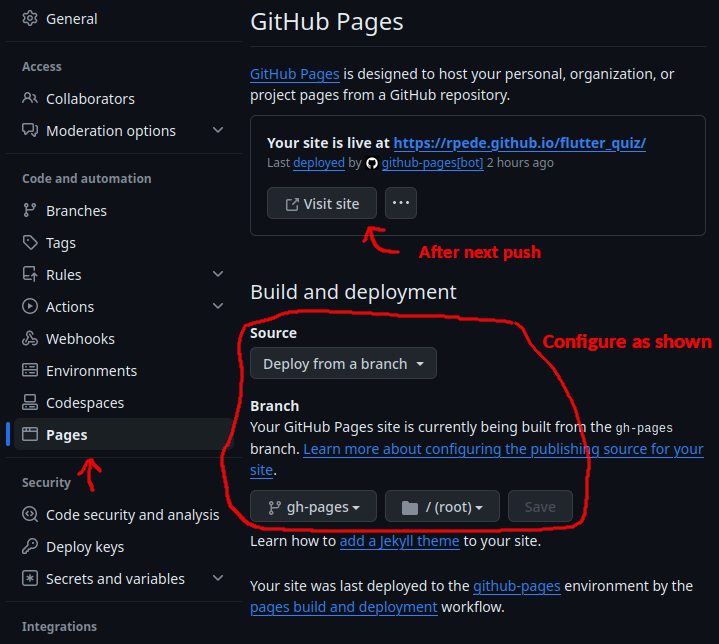 General
Access
Collaborators
Moderation options
Code and automation
Branches
Tags
Rules
Actions
Webhooks
Environments
Codespaces
Pages
Security
Code security and analysis
Deploy keys
Secrets and variables
Integrations
GitHub Pages
GitHub Pages is designed to host your personal, organization, or
project pages from a GitHub repository.
Your site is live at https://rpede.github.io/flutter_quiz/
Last deployed by github-pages[bot] 2 hours ago
Visit site
After next push
Build and deployment
Source
Configure as shown
Deploy from a branch
Branch
Your GitHub Pages site is currently being built from the gh-pages
branch. Learn more about configuring the publishing source for your
site.
gh-pages
/ (root)
Save
Learn how to add a Jekyll theme to your site.
Your site was last deployed to the github-pages environment by the
pages build and deployment workflow.